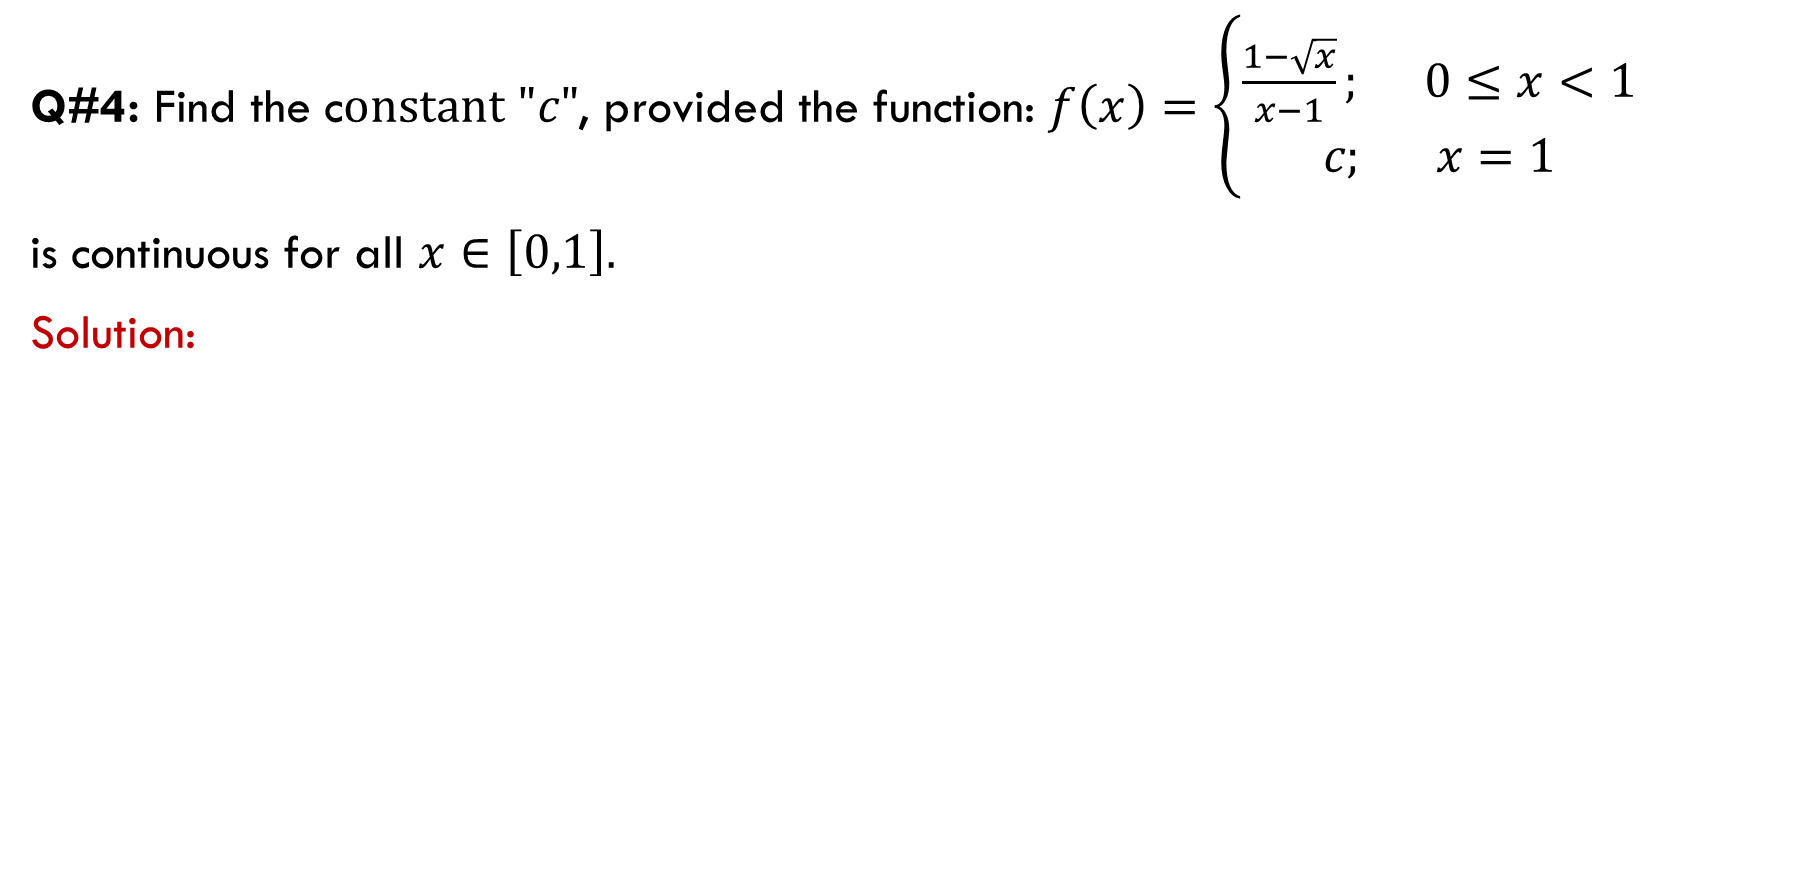 Q#4: Find the constant "c", provided the function: f(x) = { (1−√x)/(x−1); 0 ≤ x < 1
c; x = 1
is continuous for all x ∈ [0,1].
Solution: